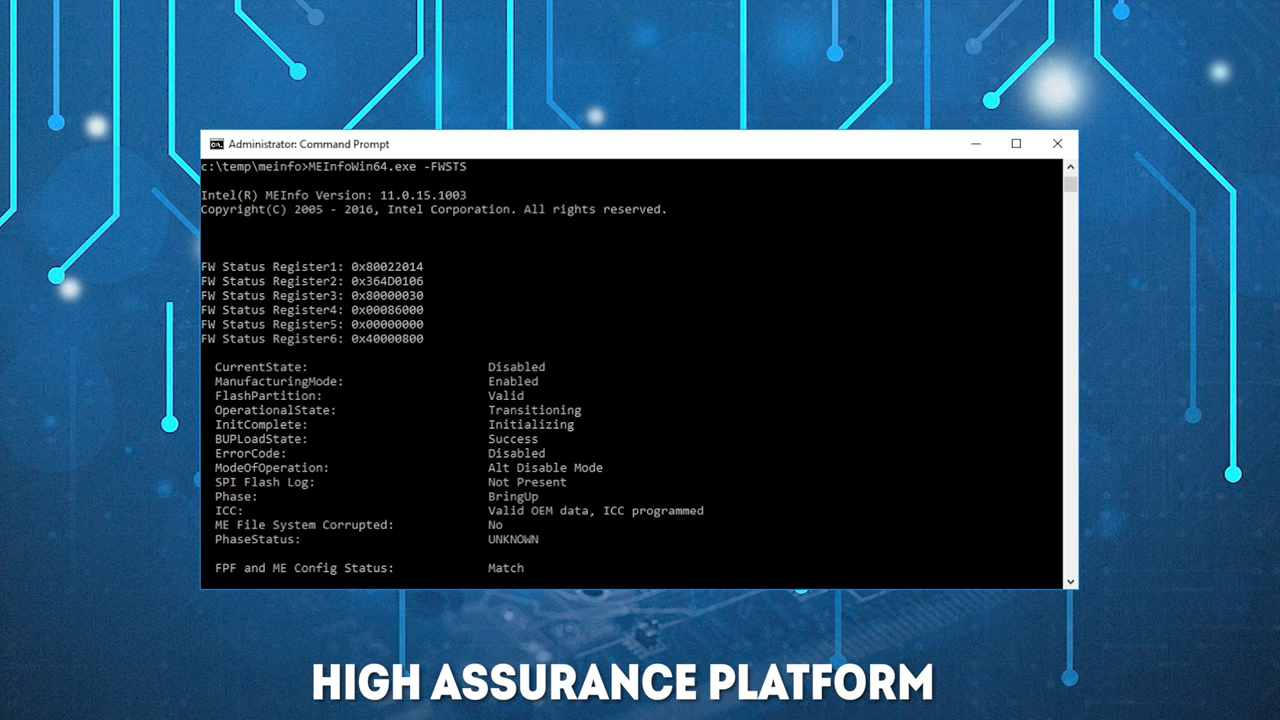 Administrator: Command Prompt
c:\temp\meinfo>MEInfoWin64.exe -FWSTS
Intel(R) MEInfo Version: 11.0.15.1003
Copyright(C) 2005 - 2016, Intel Corporation. All rights reserved.
FW Status Register1: 0x80022014
FW Status Register2: 0x364D0106
FW Status Register3: 0x80000030
FW Status Register4: 0x00086000
FW Status Register5: 0x00000000
FW Status Register6: 0x40000800
CurrentState: Disabled
ManufacturingMode: Enabled
FlashPartition: Valid
OperationalState: Transitioning
InitComplete: Initializing
BUPLoadState: Success
ErrorCode: Disabled
ModeOfOperation: Alt Disable Mode
SPI Flash Log: Not Present
Phase: BringUp
ICC: Valid OEM data, ICC programmed
ME File System Corrupted: No
PhaseStatus: UNKNOWN
FPF and ME Config Status: Match
HIGH ASSURANCE PLATFORM